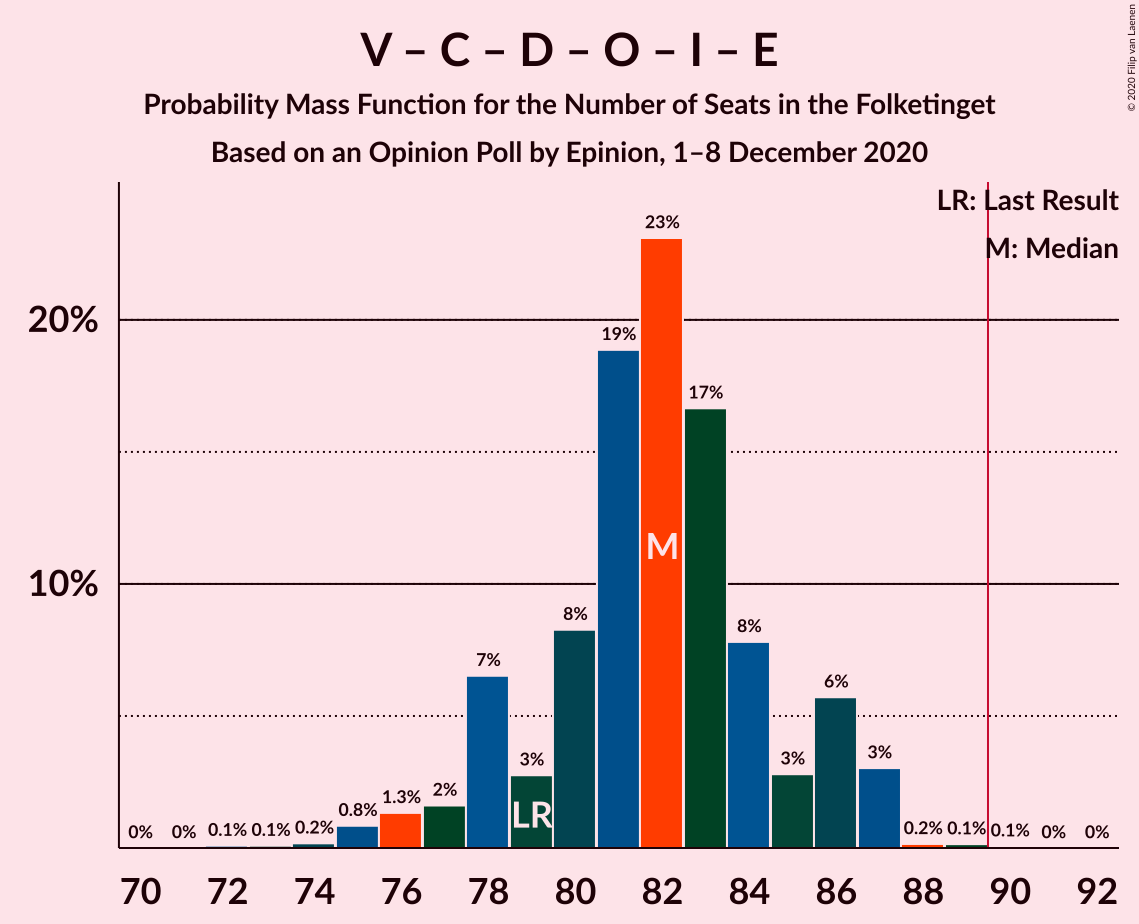 V – C – D – O – I – E
Probability Mass Function for the Number of Seats in the Folketinget
Based on an Opinion Poll by Epinion, 1–8 December 2020
© 2020 Filip van Laenen
LR: Last Result
M: Median
20%
10%
0%
0%
0.1%
0.1%
0.2%
0.8%
1.3%
2%
7%
3%
8%
19%
23%
17%
8%
3%
6%
3%
0.2%
0.1%
0.1%
0%
0%
LR
M
70 72 74 76 78 80 82 84 86 88 90 92